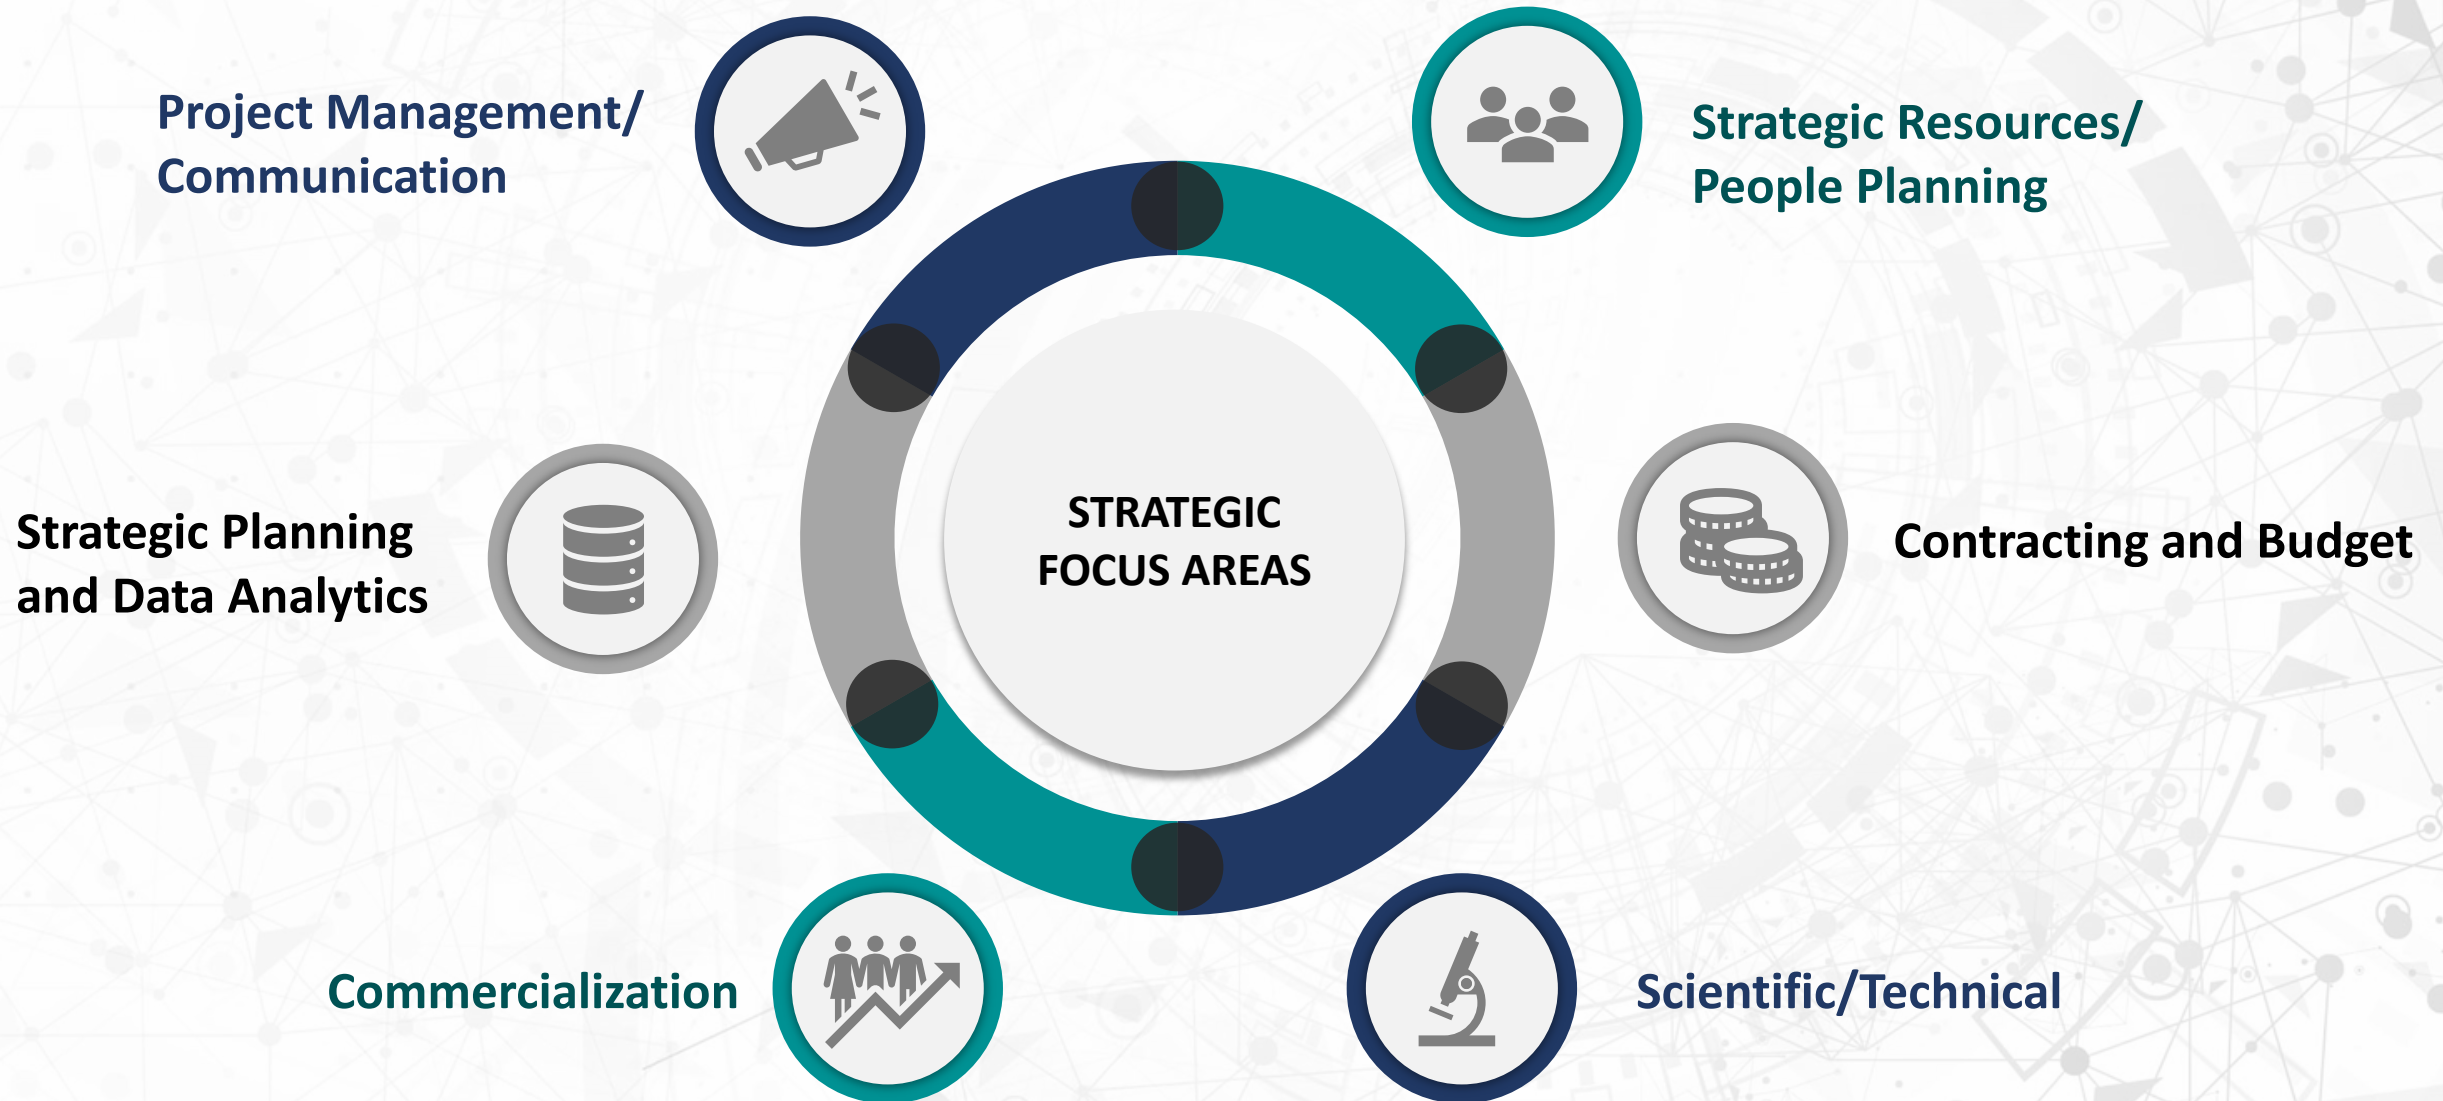 Project Management/
Communication
Strategic Resources/
People Planning
Strategic Planning
and Data Analytics
STRATEGIC
FOCUS AREAS
Contracting and Budget
Commercialization
Scientific/Technical